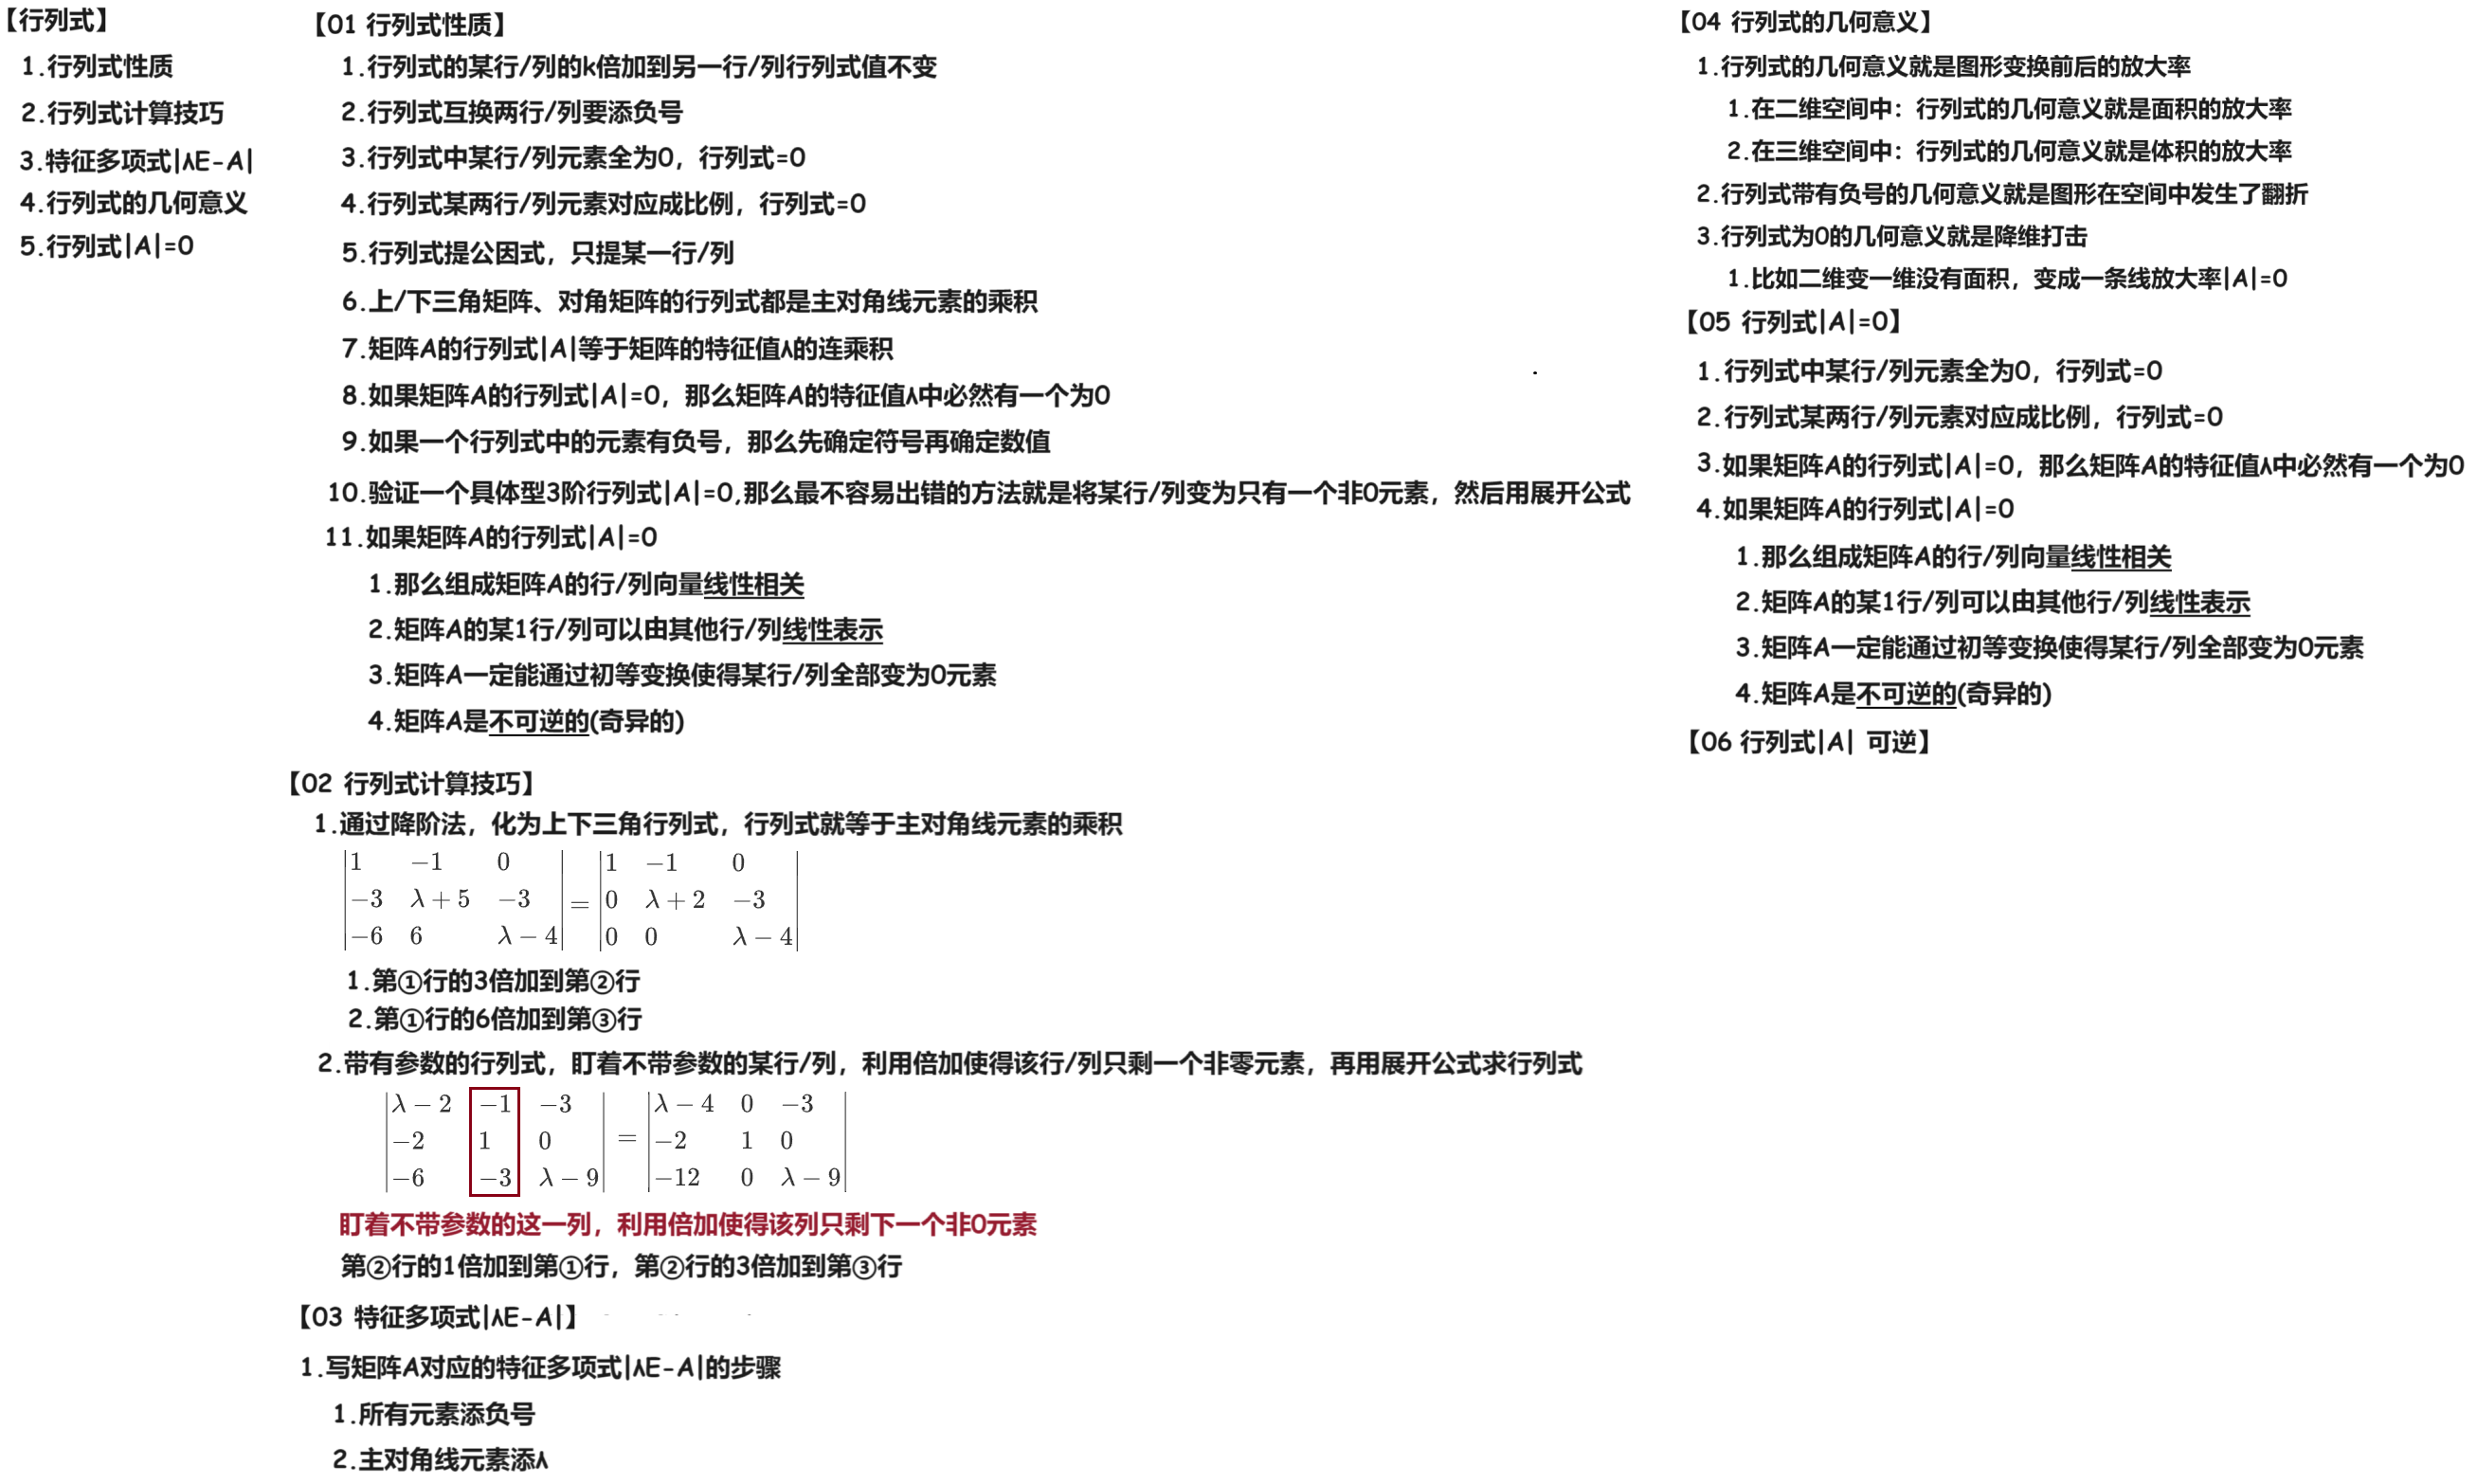 【行列式】
1.行列式性质
2.行列式计算技巧
3.特征多项式|λE-A|
4.行列式的几何意义
5.行列式|A|=0
【01 行列式性质】
1.行列式的某行/列的k倍加到另一行/列行列式值不变
2.行列式互换两行/列要添负号
3.行列式中某行/列元素全为0，行列式=0
4.行列式某两行/列元素对应成比例，行列式=0
5.行列式提公因式，只提某一行/列
6.上/下三角矩阵、对角矩阵的行列式都是主对角线元素的乘积
7.矩阵A的行列式|A|等于矩阵的特征值λ的连乘积
8.如果矩阵A的行列式|A|=0，那么矩阵A的特征值λ中必然有一个为0
9.如果一个行列式中的元素有负号，那么先确定符号再确定数值
10.验证一个具体型3阶行列式|A|=0,那么最不容易出错的方法就是将某行/列变为只有一个非0元素，然后用展开公式
11.如果矩阵A的行列式|A|=0
1.那么组成矩阵A的行/列向量线性相关
2.矩阵A的某1行/列可以由其他行/列线性表示
3.矩阵A一定能通过初等变换使得某行/列全部变为0元素
4.矩阵A是不可逆的(奇异的)
【02 行列式计算技巧】
1.通过降阶法，化为上下三角行列式，行列式就等于主对角线元素的乘积
|1 −1 0| |1 −1 0|
|−3 λ + 5 −3| = |0 λ + 2 −3|
|−6 6 λ − 4| |0 0 λ − 4|
1.第①行的3倍加到第②行
2.第①行的6倍加到第③行
2.带有参数的行列式，盯着不带参数的某行/列，利用倍加使得该行/列只剩一个非零元素，再用展开公式求行列式
|λ − 2 −1 −3| |λ − 4 0 −3|
|−2 1 0| = |−2 1 0|
|−6 −3 λ − 9| |−12 0 λ − 9|
盯着不带参数的这一列，利用倍加使得该列只剩下一个非0元素
第②行的1倍加到第①行，第②行的3倍加到第③行
【03 特征多项式|λE-A|】
1.写矩阵A对应的特征多项式|λE-A|的步骤
1.所有元素添负号
2.主对角线元素添λ
【04 行列式的几何意义】
1.行列式的几何意义就是图形变换前后的放大率
1.在二维空间中：行列式的几何意义就是面积的放大率
2.在三维空间中：行列式的几何意义就是体积的放大率
2.行列式带有负号的几何意义就是图形在空间中发生了翻折
3.行列式为0的几何意义就是降维打击
1.比如二维变一维没有面积，变成一条线放大率|A|=0
【05 行列式|A|=0】
1.行列式中某行/列元素全为0，行列式=0
2.行列式某两行/列元素对应成比例，行列式=0
3.如果矩阵A的行列式|A|=0，那么矩阵A的特征值λ中必然有一个为0
4.如果矩阵A的行列式|A|=0
1.那么组成矩阵A的行/列向量线性相关
2.矩阵A的某1行/列可以由其他行/列线性表示
3.矩阵A一定能通过初等变换使得某行/列全部变为0元素
4.矩阵A是不可逆的(奇异的)
【06 行列式|A| 可逆】